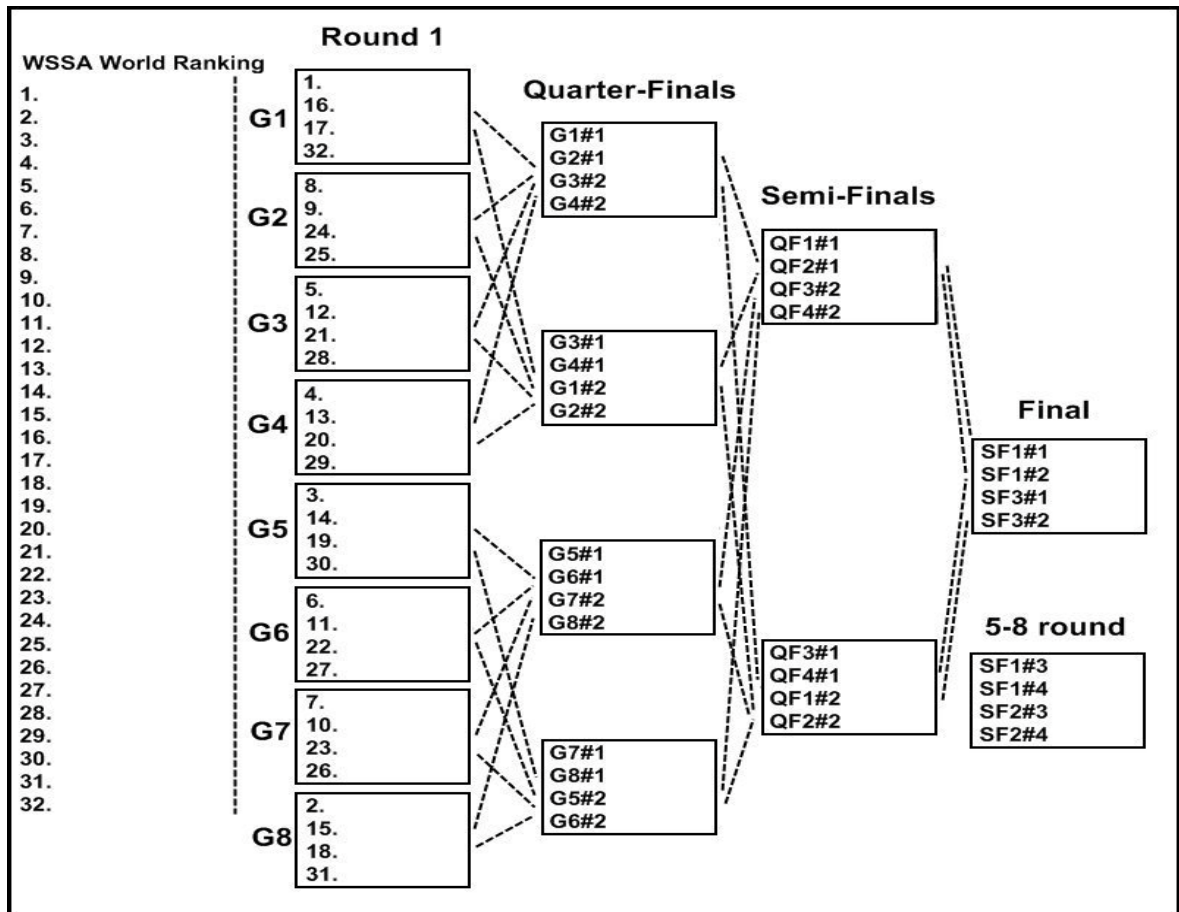 WSSA World Ranking
1.
2.
3.
4.
5.
6.
7.
8.
9.
10.
11.
12.
13.
14.
15.
16.
17.
18.
19.
20.
21.
22.
23.
24.
25.
26.
27.
28.
29.
30.
31.
32.
Round 1
G1
1.
16.
17.
32.
G2
8.
9.
24.
25.
G3
5.
12.
21.
28.
G4
4.
13.
20.
29.
G5
3.
14.
19.
30.
G6
6.
11.
22.
27.
G7
7.
10.
23.
26.
G8
2.
15.
18.
31.
Quarter-Finals
G1#1
G2#1
G3#2
G4#2
G3#1
G4#1
G1#2
G2#2
G5#1
G6#1
G7#2
G8#2
G7#1
G8#1
G5#2
G6#2
Semi-Finals
QF1#1
QF2#1
QF3#2
QF4#2
QF3#1
QF4#1
QF1#2
QF2#2
Final
SF1#1
SF1#2
SF3#1
SF3#2
5-8 round
SF1#3
SF1#4
SF2#3
SF2#4